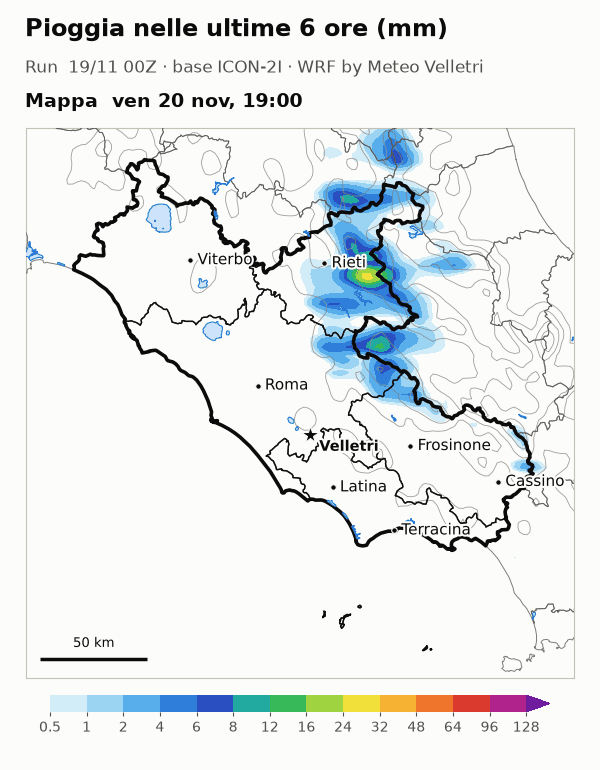 Pioggia nelle ultime 6 ore (mm)
Run  19/11 00Z · base ICON-2I · WRF by Meteo Velletri
Mappa  ven 20 nov, 19:00
Viterbo
Rieti
Roma
Velletri
Frosinone
Latina
Cassino
Terracina
50 km
0.5 1 2 4 6 8 12 16 24 32 48 64 96 128